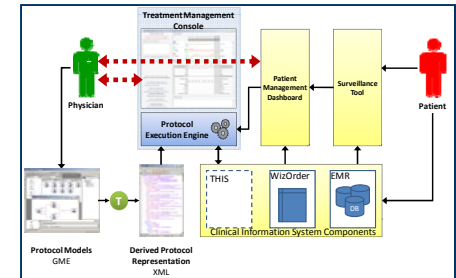 Treatment Management
Console
Physician
Patient
Management
Dashboard
Surveillance
Tool
Patient
Protocol
Execution Engine
THIS
WizOrder
EMR
DB
T
Clinical Information System Components
Protocol Models
GME
Derived Protocol
Representation
XML